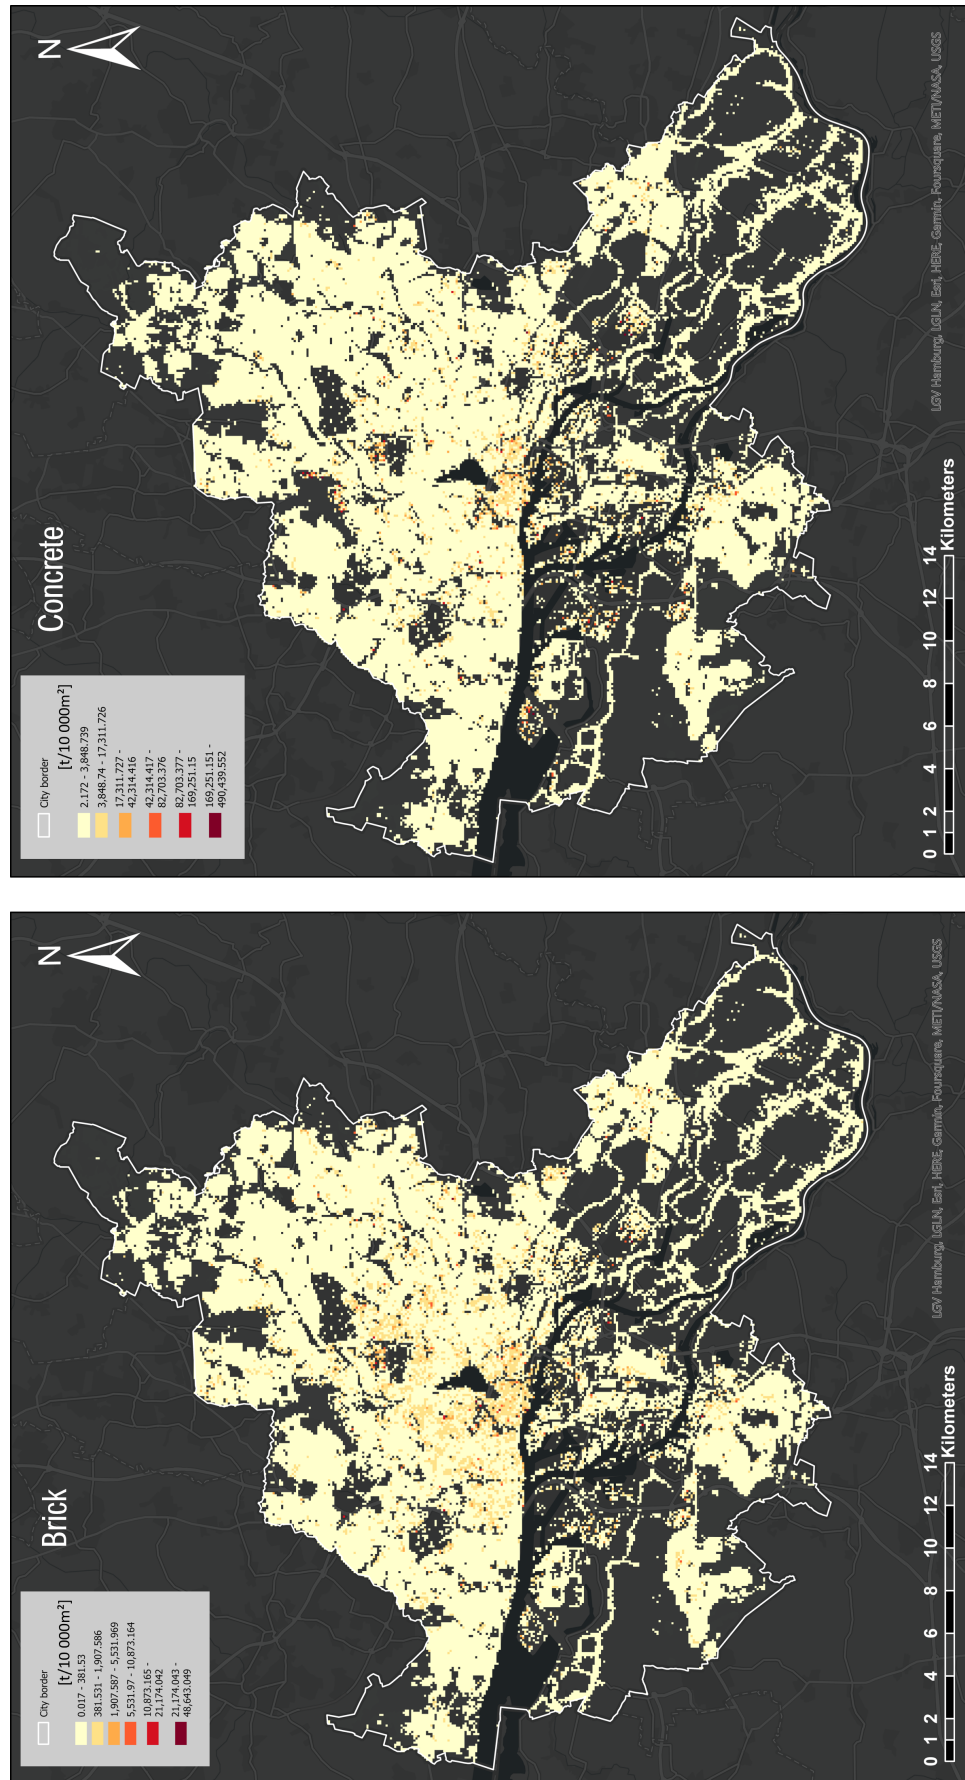 Brick
N
City border
[t/10 000m²]
0.017 - 381.53
381.531 - 1,907.586
1,907.587 - 5,531.969
5,531.97 - 10,873.164
10,873.165 -
21,174.042
21,174.043 -
48,643.049
0 1 2 4 6 8 10 12 14
Kilometers
LGV Hamburg, LGLN, Esri, HERE, Garmin, Foursquare, METI/NASA, USGS
Concrete
N
City border
[t/10 000m²]
2.172 - 3,848.739
3,848.74 - 17,311.726
17,311.727 -
42,314.416
42,314.417 -
82,703.376
82,703.377 -
169,251.15
169,251.151 -
490,439.552
0 1 2 4 6 8 10 12 14
Kilometers
LGV Hamburg, LGLN, Esri, HERE, Garmin, Foursquare, METI/NASA, USGS